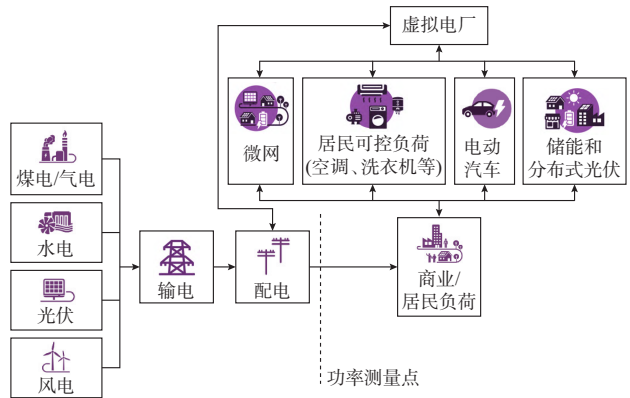 虚拟电厂
微网
居民可控负荷
(空调、洗衣机等)
电动
汽车
储能和
分布式光伏
煤电/气电
水电
光伏
风电
输电
配电
商业/
居民负荷
功率测量点